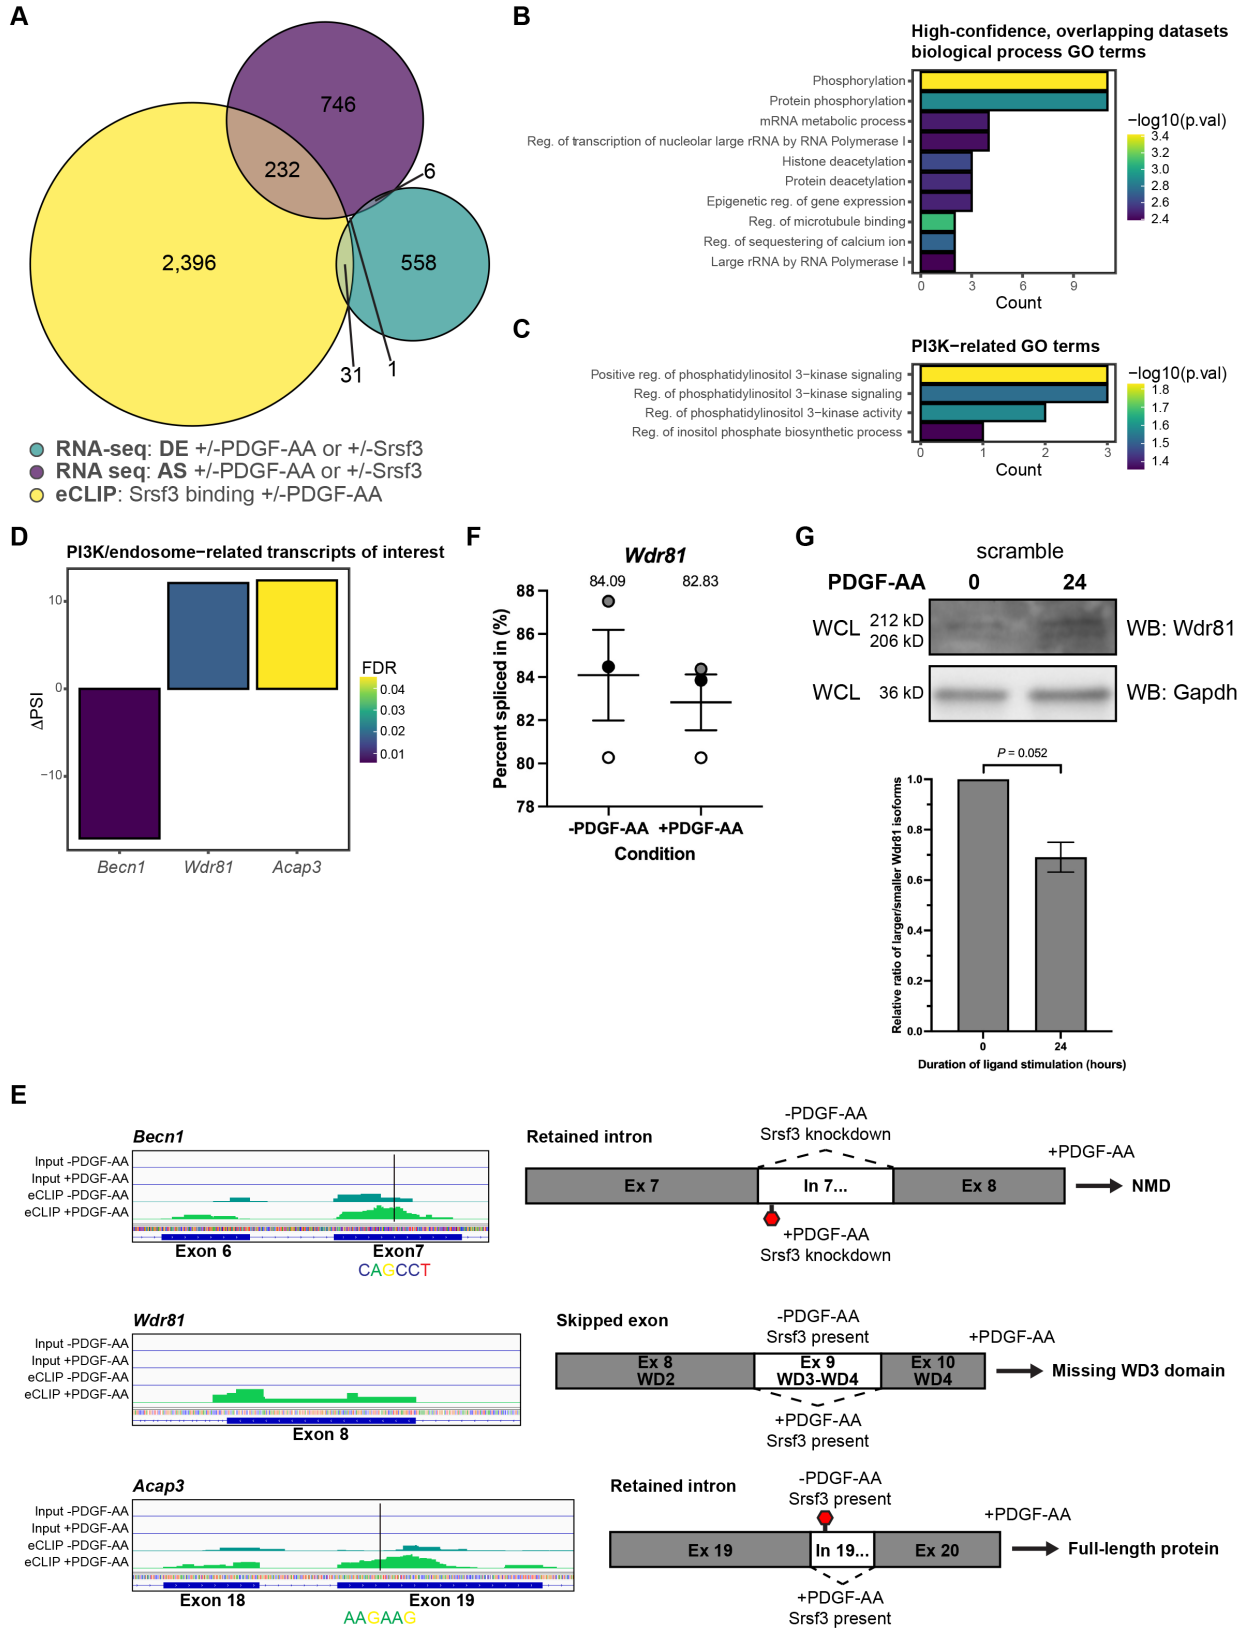 A
746
232
6
2,396
558
31
1
RNA-seq: DE +/-PDGF-AA or +/-Srsf3
RNA seq: AS +/-PDGF-AA or +/-Srsf3
eCLIP: Srsf3 binding +/-PDGF-AA
B
High-confidence, overlapping datasets
biological process GO terms
Phosphorylation
Protein phosphorylation
mRNA metabolic process
Reg. of transcription of nucleolar large rRNA by RNA Polymerase I
Histone deacetylation
Protein deacetylation
Epigenetic reg. of gene expression
Reg. of microtubule binding
Reg. of sequestering of calcium ion
Large rRNA by RNA Polymerase I
0 3 6 9
Count
−log10(p.val)
3.4
3.2
3.0
2.8
2.6
2.4
C
PI3K−related GO terms
Positive reg. of phosphatidylinositol 3−kinase signaling
Reg. of phosphatidylinositol 3−kinase signaling
Reg. of phosphatidylinositol 3−kinase activity
Reg. of inositol phosphate biosynthetic process
0 1 2 3
Count
−log10(p.val)
1.8
1.7
1.6
1.5
1.4
D
PI3K/endosome−related transcripts of interest
ΔPSI
10
0
−10
Becn1 Wdr81 Acap3
FDR
0.04
0.03
0.02
0.01
F
Wdr81
84.09 82.83
Percent spliced in (%)
88
86
84
82
80
78
-PDGF-AA +PDGF-AA
Condition
G
scramble
PDGF-AA 0 24
WCL 212 kD WB: Wdr81
206 kD
WCL 36 kD WB: Gapdh
P = 0.052
Relative ratio of larger/smaller Wdr81 isoforms
1.0
0.8
0.6
0.4
0.2
0.0
0 24
Duration of ligand stimulation (hours)
E
Becn1
Input -PDGF-AA
Input +PDGF-AA
eCLIP -PDGF-AA
eCLIP +PDGF-AA
Exon 6 Exon7
CAGCCT
Retained intron
-PDGF-AA
Srsf3 knockdown
+PDGF-AA
Ex 7 In 7... Ex 8 NMD
+PDGF-AA
Srsf3 knockdown
Wdr81
Input -PDGF-AA
Input +PDGF-AA
eCLIP -PDGF-AA
eCLIP +PDGF-AA
Exon 8
Skipped exon
-PDGF-AA
Srsf3 present
+PDGF-AA
Ex 8 Ex 9 Ex 10
WD2 WD3-WD4 WD4
Missing WD3 domain
+PDGF-AA
Srsf3 present
Acap3
Input -PDGF-AA
Input +PDGF-AA
eCLIP -PDGF-AA
eCLIP +PDGF-AA
Exon 18 Exon 19
AAGAAG
Retained intron
-PDGF-AA
Srsf3 present
+PDGF-AA
Ex 19 In 19... Ex 20 Full-length protein
+PDGF-AA
Srsf3 present